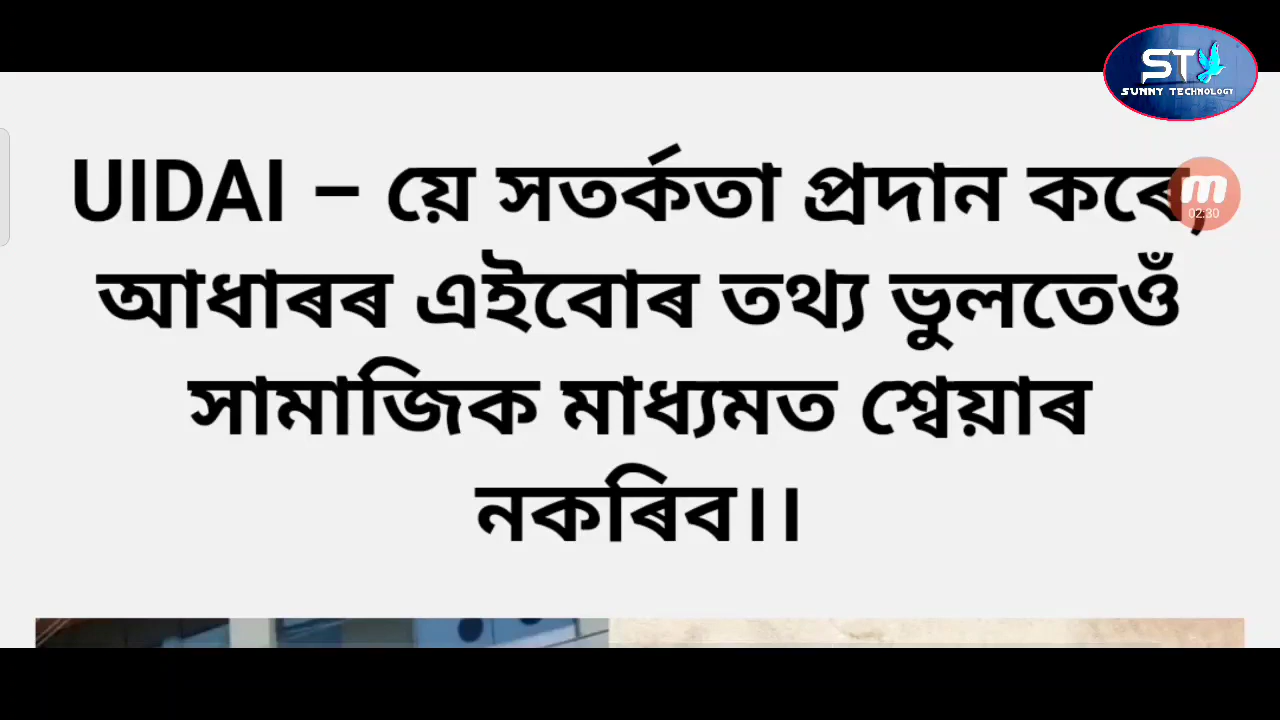 ST
SUNNY TECHNOLOGY
UIDAI – য়ে সতৰ্কতা প্ৰদান কৰে,
02:30
আধাৰৰ এইবোৰ তথ্য ভুলতেওঁ
সামাজিক মাধ্যমত শ্বেয়াৰ
নকৰিব।।